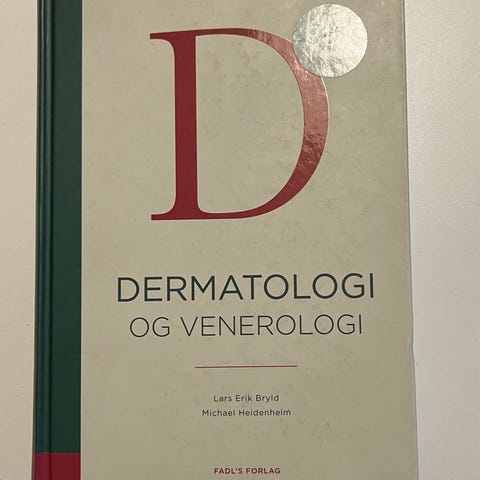 D
DERMATOLOGI
OG VENEROLOGI
Lars Erik Bryld
Michael Heidenheim
FADL'S FORLAG